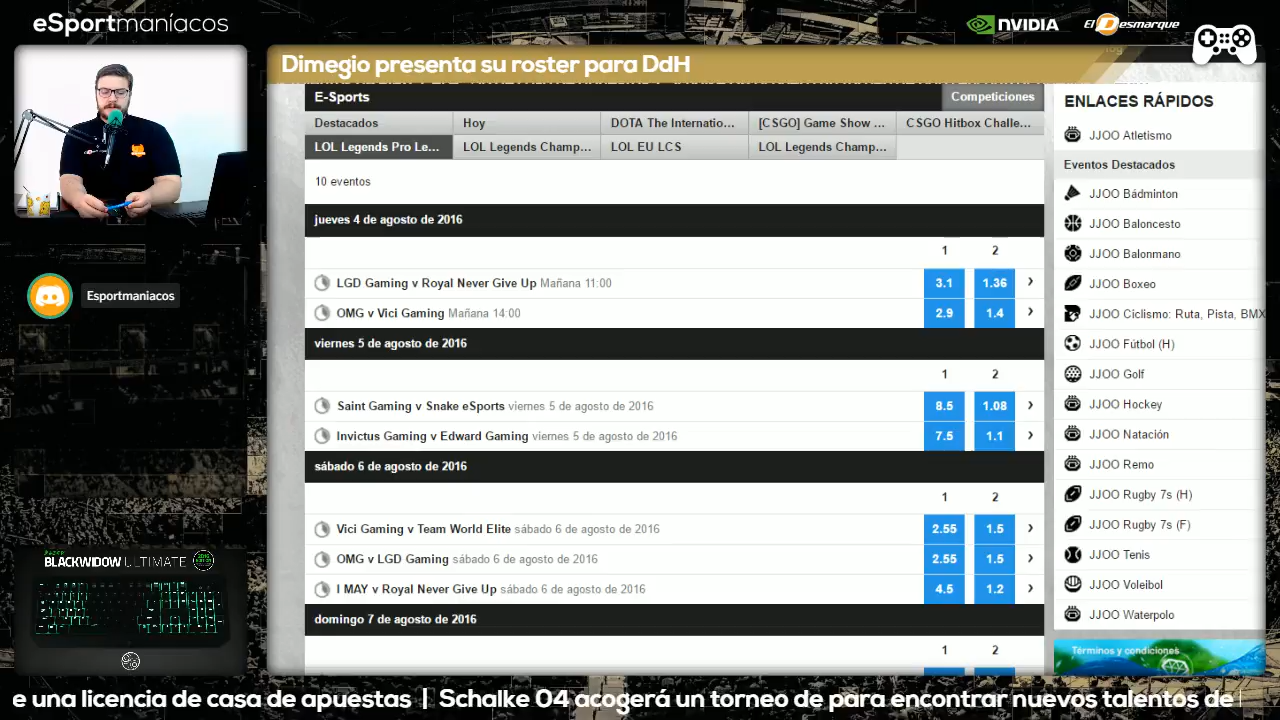 eSportmaníacos
NVIDIA
El Desmarque
Dimegio presenta su roster para DdH
E-Sports
Competiciones
Destacados
Hoy
DOTA The Internatio...
[CSGO] Game Show ...
CSGO Hitbox Challe...
LOL Legends Pro Le...
LOL Legends Champ...
LOL EU LCS
LOL Legends Champ...
10 eventos
jueves 4 de agosto de 2016
1 2
LGD Gaming v Royal Never Give Up Mañana 11:00 3.1 1.36
OMG v Vici Gaming Mañana 14:00 2.9 1.4
viernes 5 de agosto de 2016
1 2
Saint Gaming v Snake eSports viernes 5 de agosto de 2016 8.5 1.08
Invictus Gaming v Edward Gaming viernes 5 de agosto de 2016 7.5 1.1
sábado 6 de agosto de 2016
1 2
Vici Gaming v Team World Elite sábado 6 de agosto de 2016 2.55 1.5
OMG v LGD Gaming sábado 6 de agosto de 2016 2.55 1.5
I MAY v Royal Never Give Up sábado 6 de agosto de 2016 4.5 1.2
domingo 7 de agosto de 2016
1 2
ENLACES RÁPIDOS
JJOO Atletismo
Eventos Destacados
JJOO Bádminton
JJOO Baloncesto
JJOO Balonmano
JJOO Boxeo
JJOO Ciclismo: Ruta, Pista, BMX
JJOO Fútbol (H)
JJOO Golf
JJOO Hockey
JJOO Natación
JJOO Remo
JJOO Rugby 7s (H)
JJOO Rugby 7s (F)
JJOO Tenis
JJOO Voleibol
JJOO Waterpolo
Términos y condiciones
Esportmaniacos
RAZER
BLACKWIDOW ULTIMATE
e una licencia de casa de apuestas | Schalke 04 acogerá un torneo de para encontrar nuevos talentos de